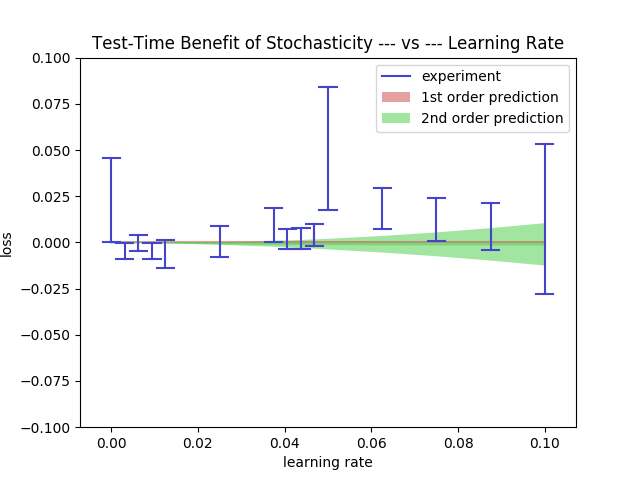 Test-Time Benefit of Stochasticity --- vs --- Learning Rate
experiment
1st order prediction
2nd order prediction
0.100
0.075
0.050
0.025
0.000
−0.025
−0.050
−0.075
−0.100
loss
0.00 0.02 0.04 0.06 0.08 0.10
learning rate